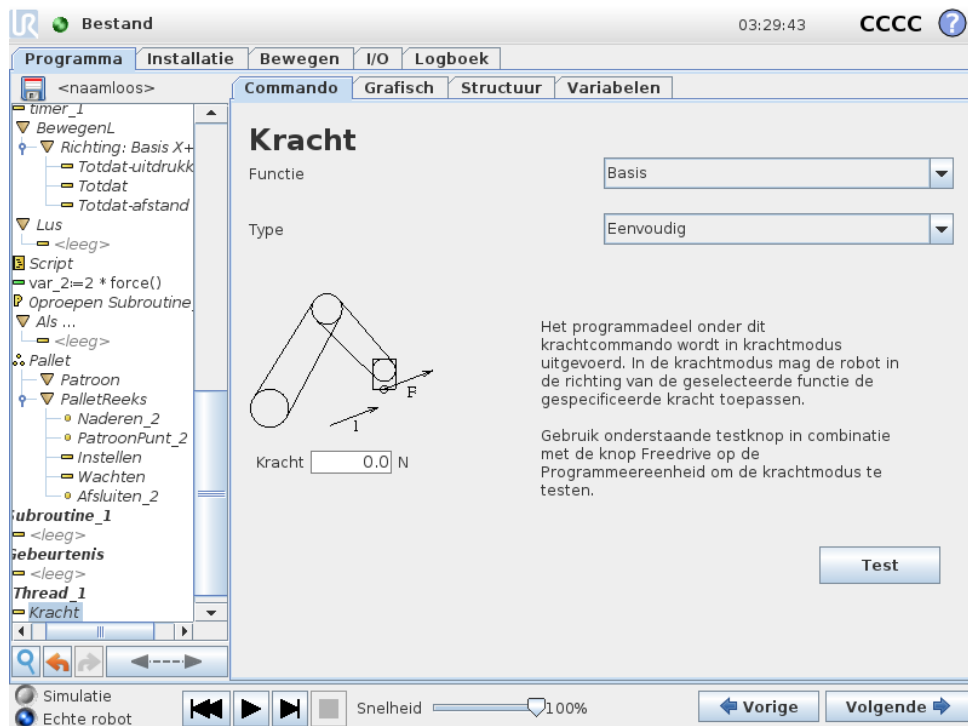 UR Bestand 03:29:43 CCCC ?
Programma Installatie Bewegen I/O Logboek
<naamloos>
Commando Grafisch Structuur Variabelen
timer_1
BewegenL
Richting: Basis X+
Totdat-uitdrukk
Totdat
Totdat-afstand
Lus
<leeg>
Script
var_2:=2 * force()
Oproepen Subroutine_
Als ...
<leeg>
Pallet
Patroon
PalletReeks
Naderen_2
PatroonPunt_2
Instellen
Wachten
Afsluiten_2
Subroutine_1
<leeg>
Gebeurtenis
<leeg>
Thread_1
Kracht
Kracht
Functie
Basis
Type
Eenvoudig
F
1
Kracht 0.0 N
Het programmadeel onder dit
krachtcommando wordt in krachtmodus
uitgevoerd. In de krachtmodus mag de robot in
de richting van de geselecteerde functie de
gespecificeerde kracht toepassen.
Gebruik onderstaande testknop in combinatie
met de knop Freedrive op de
Programmeereenheid om de krachtmodus te
testen.
Test
Simulatie
Echte robot
Snelheid 100%
Vorige
Volgende